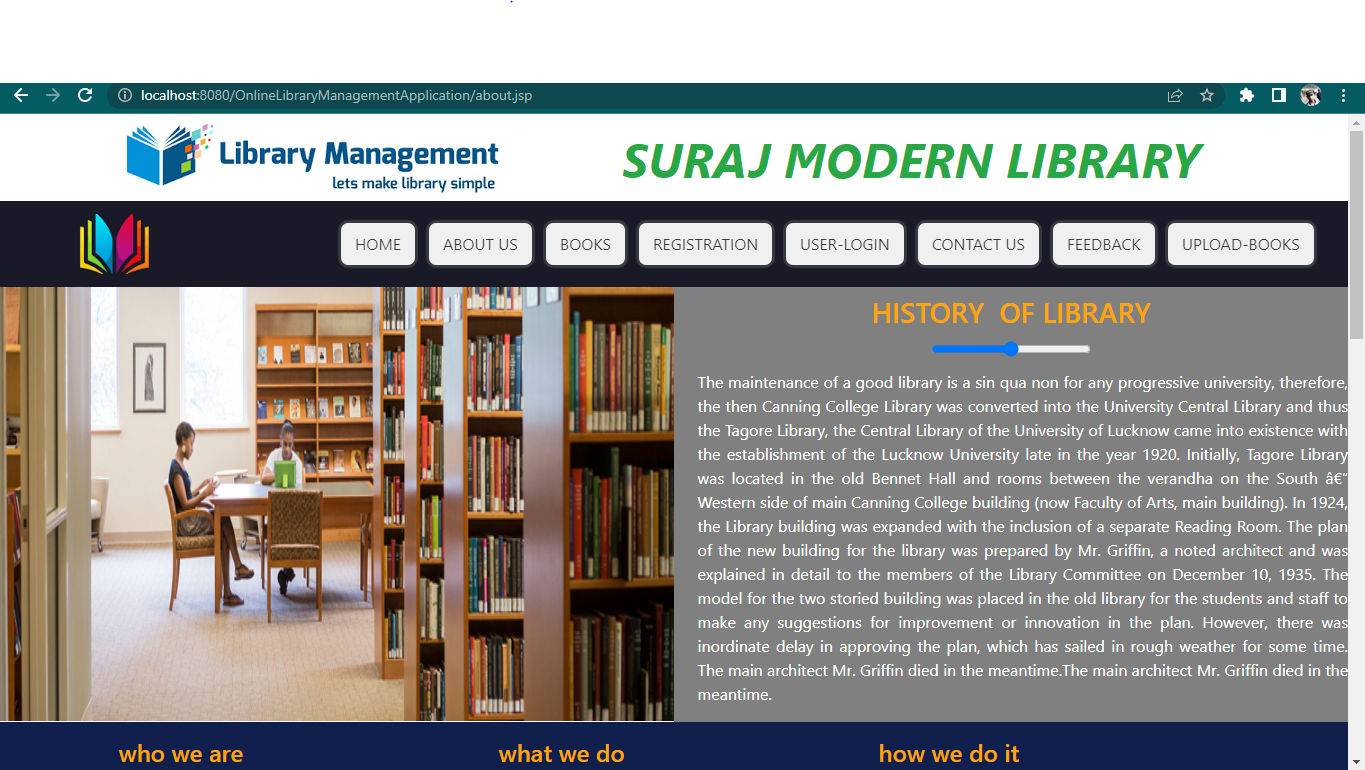 localhost:8080/OnlineLibraryManagementApplication/about.jsp
Library Management
lets make library simple
SURAJ MODERN LIBRARY
HOME
ABOUT US
BOOKS
REGISTRATION
USER-LOGIN
CONTACT US
FEEDBACK
UPLOAD-BOOKS
HISTORY OF LIBRARY
The maintenance of a good library is a sin qua non for any progressive university, therefore,
the then Canning College Library was converted into the University Central Library and thus
the Tagore Library, the Central Library of the University of Lucknow came into existence with
the establishment of the Lucknow University late in the year 1920. Initially, Tagore Library
was located in the old Bennet Hall and rooms between the verandha on the South â€“
Western side of main Canning College building (now Faculty of Arts, main building). In 1924,
the Library building was expanded with the inclusion of a separate Reading Room. The plan
of the new building for the library was prepared by Mr. Griffin, a noted architect and was
explained in detail to the members of the Library Committee on December 10, 1935. The
model for the two storied building was placed in the old library for the students and staff to
make any suggestions for improvement or innovation in the plan. However, there was
inordinate delay in approving the plan, which has sailed in rough weather for some time.
The main architect Mr. Griffin died in the meantime.The main architect Mr. Griffin died in the
meantime.
who we are
what we do
how we do it